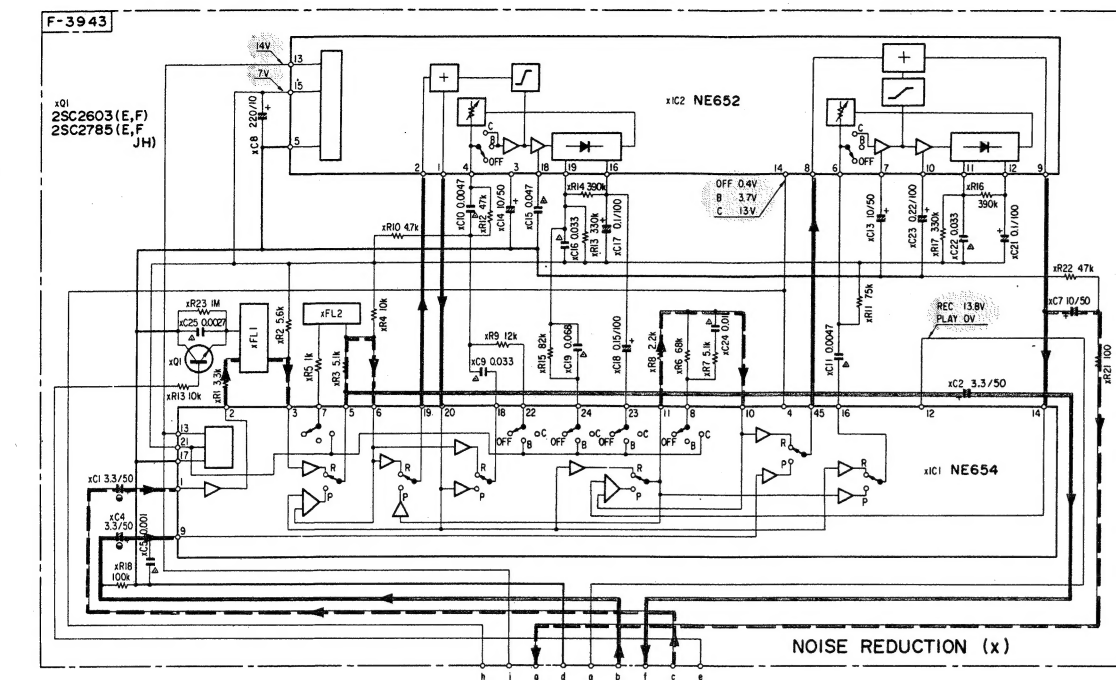 F-3943
14V
7V
13
15
5
xQ1
2SC2603(E,F)
2SC2785(E,F
JH)
xC8 220/10
+
xIC2 NE652
C
B
OFF
2
1
4
3
18
19
16
14
8
6
7
10
11
12
9
OFF 0.4V
B 3.7V
C 13V
xR10 4.7k
xC10 0.0047
xR12 47k
xC14 10/50
xC15 0.047
xR14 390k
xC16 0.033
xR13 330k
xC17 0.1/100
xC13 10/50
xC23 0.22/100
xR17 330k
xC22 0.033
xR16
390k
xC21 0.1/100
xR22 47k
xC7 10/50
xR21 100
xR23 1M
xC25 0.0027
xQ1
xR13 10k
xR1 3.3k
xFL1
xR2 5.6k
xFL2
xR5 1k
xR3 5.1k
xR4 10k
xR9 12k
xC9 0.033
xR15 82k
xC19 0.068
xC18 0.15/100
xR8 2.2k
xR6 68k
xR7 5.1k
xC24 0.01
xR11 75k
xC11 0.0047
REC 13.8V
PLAY 0V
xC2 3.3/50
2
3
7
5
6
19
20
18
22
24
23
11
8
10
4
45
16
12
14
13
21
17
1
9
OFF
B
C
R
P
xIC1 NE654
xC1 3.3/50
xC4
3.3/50
xC5 0.001
xR18
100k
NOISE REDUCTION (x)
h i g d a b f c e